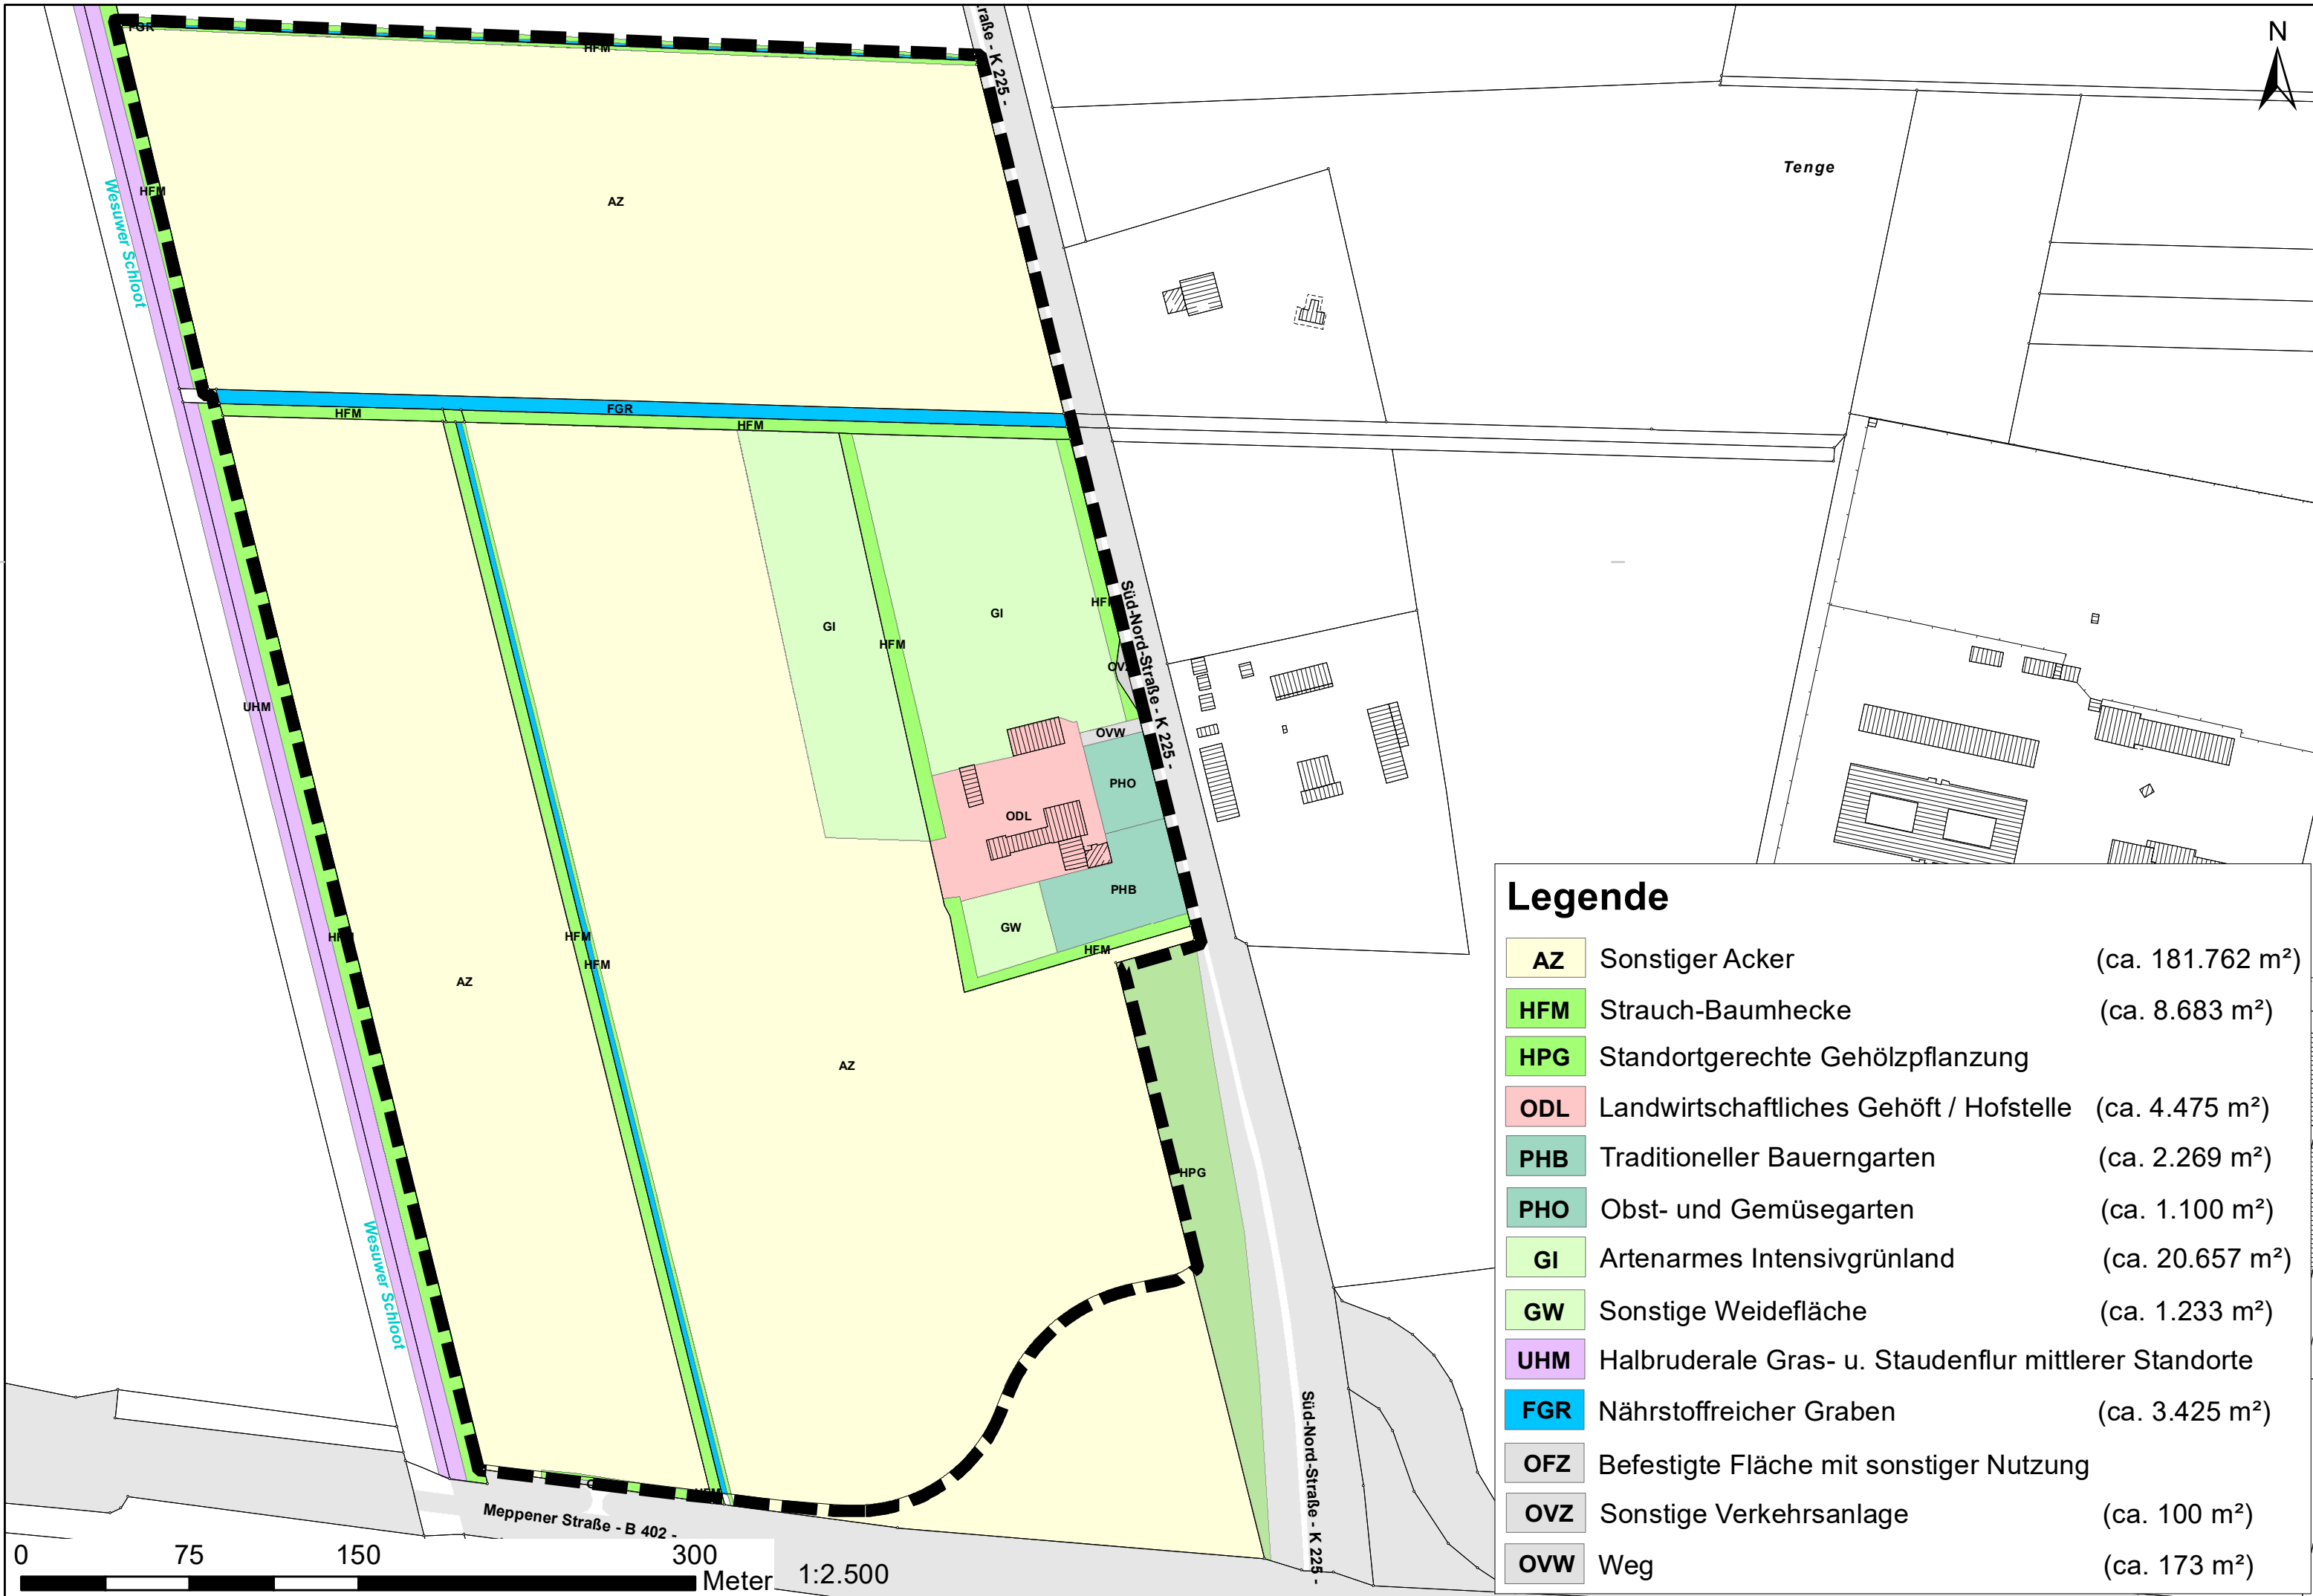 FGR
HFM
raße - K 225 -
N
Tenge
HFM
Wesuwer Schloot
AZ
HFM
FGR
HFM
GI
HFM
GI
HF
OV
Süd-Nord-Straße - K 225 -
UHM
OVW
PHO
ODL
PHB
GW
HFM
HFM
HFM
HFM
AZ
AZ
HPG
Wesuwer Schloot
HFM
Meppener Straße - B 402 -
Süd-Nord-Straße - K 225 -
0 75 150 300 Meter
1:2.500
Legende
AZ Sonstiger Acker (ca. 181.762 m²)
HFM Strauch-Baumhecke (ca. 8.683 m²)
HPG Standortgerechte Gehölzpflanzung
ODL Landwirtschaftliches Gehöft / Hofstelle (ca. 4.475 m²)
PHB Traditioneller Bauerngarten (ca. 2.269 m²)
PHO Obst- und Gemüsegarten (ca. 1.100 m²)
GI Artenarmes Intensivgrünland (ca. 20.657 m²)
GW Sonstige Weidefläche (ca. 1.233 m²)
UHM Halbruderale Gras- u. Staudenflur mittlerer Standorte
FGR Nährstoffreicher Graben (ca. 3.425 m²)
OFZ Befestigte Fläche mit sonstiger Nutzung
OVZ Sonstige Verkehrsanlage (ca. 100 m²)
OVW Weg (ca. 173 m²)